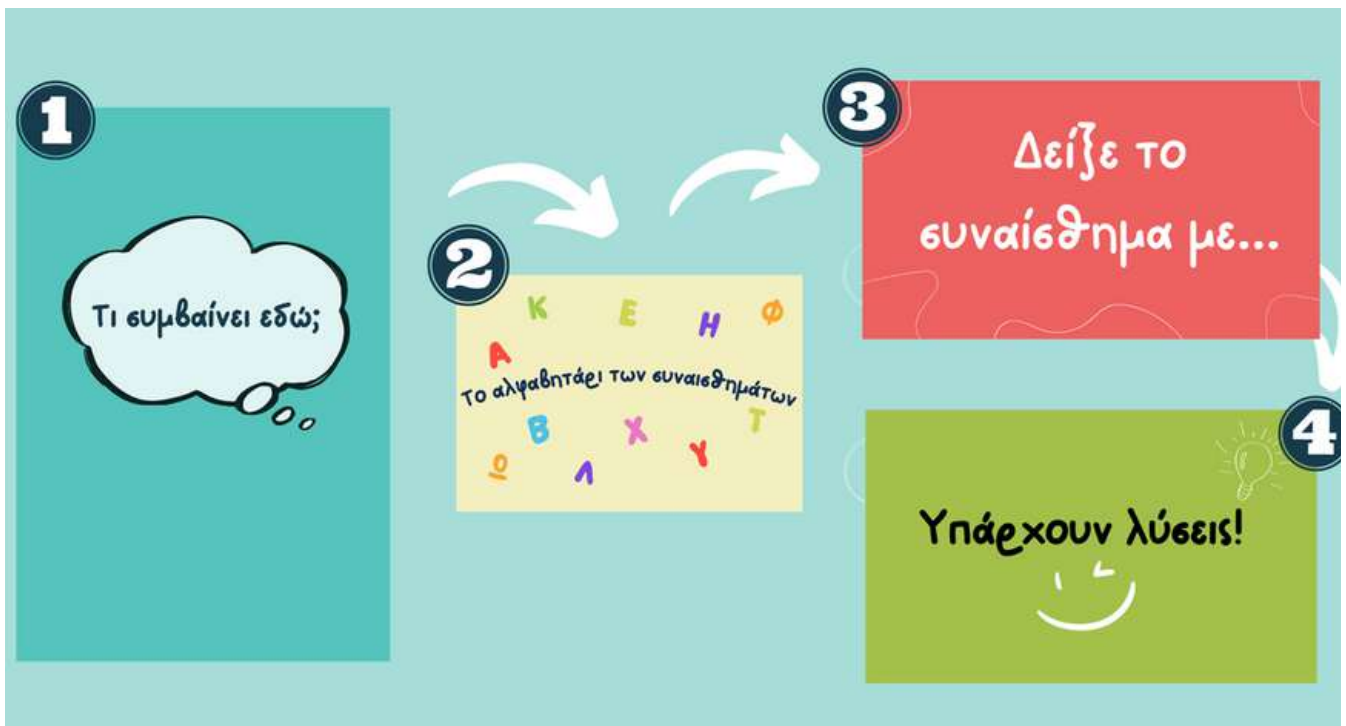 1
Τι συμβαίνει εδώ;
2
Κ Ε Η Φ
Α
Το αλφαβητάρι των συναισθημάτων
Β Χ Τ
Ω Λ Υ
3
Δείξε το
συναίσθημα με...
4
Υπάρχουν λύσεις!